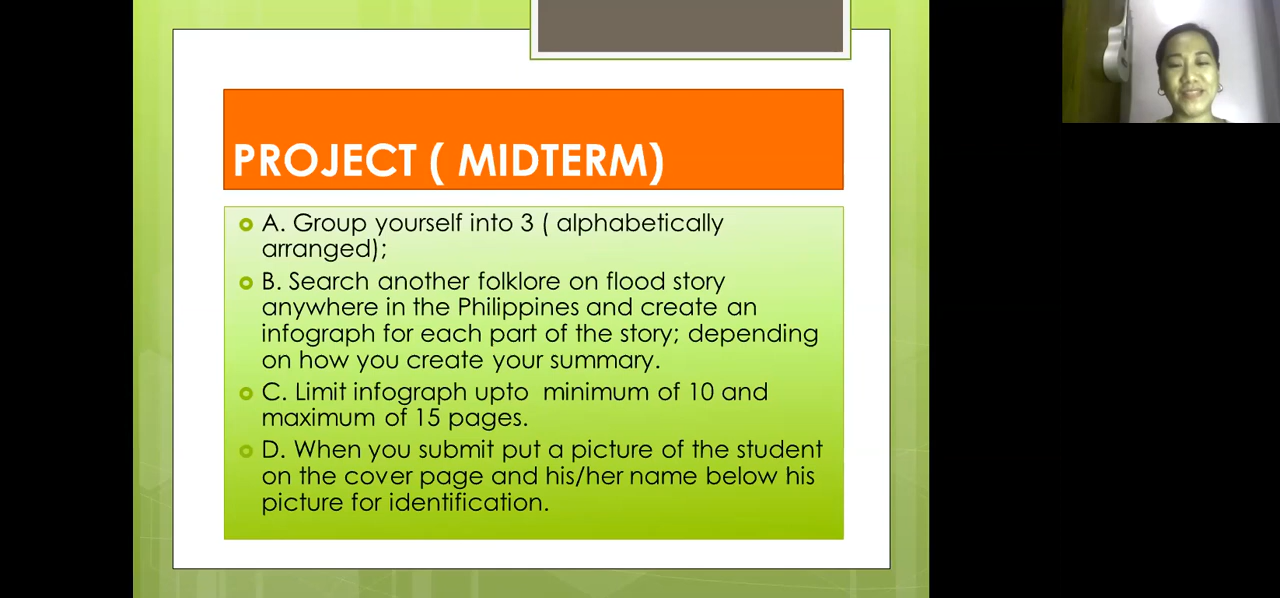 PROJECT ( MIDTERM)
A. Group yourself into 3 ( alphabetically
arranged);
B. Search another folklore on flood story
anywhere in the Philippines and create an
infograph for each part of the story; depending
on how you create your summary.
C. Limit infograph upto  minimum of 10 and
maximum of 15 pages.
D. When you submit put a picture of the student
on the cover page and his/her name below his
picture for identification.